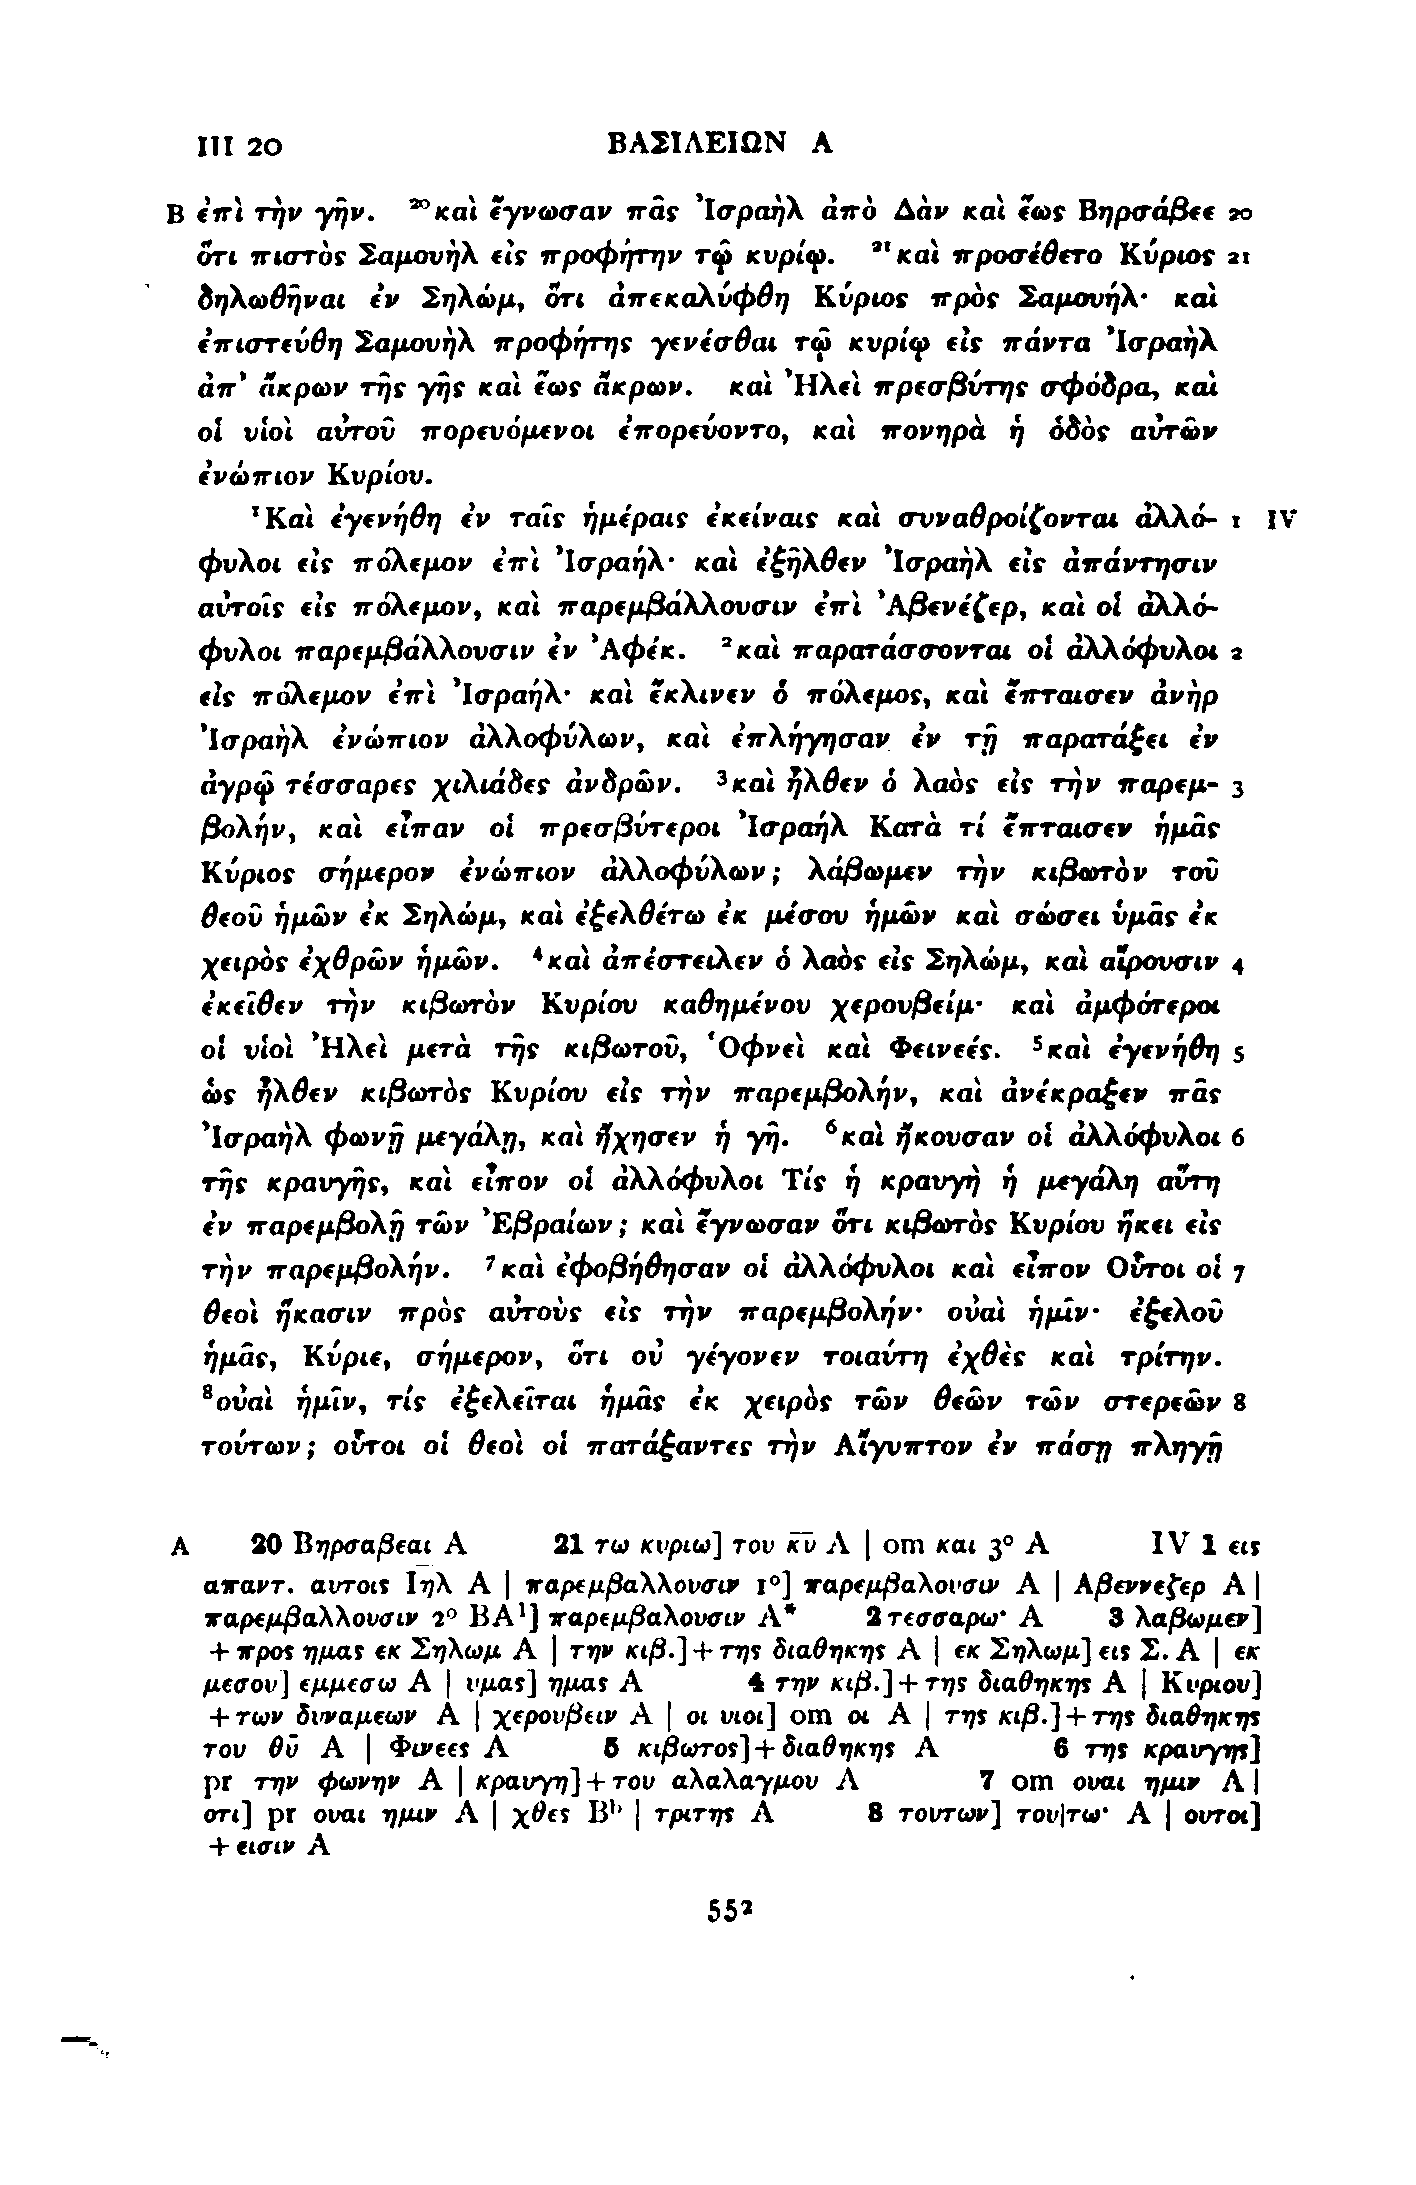 III 20 ΒΑΣΙΛΕΙΩΝ Α
B ἐπὶ τὴν γῆν. ²⁰καὶ ἔγνωσαν πᾶς Ἰσραὴλ ἀπὸ Δὰν καὶ ἕως Βηρσάβεε 20
ὅτι πιστὸς Σαμουὴλ εἰς προφήτην τῷ κυρίῳ. ²¹καὶ προσέθετο Κύριος 21
δηλωθῆναι ἐν Σηλώμ, ὅτι ἀπεκαλύφθη Κύριος πρὸς Σαμουήλ· καὶ
ἐπιστεύθη Σαμουὴλ προφήτης γενέσθαι τῷ κυρίῳ εἰς πάντα Ἰσραὴλ
ἀπ᾽ ἄκρων τῆς γῆς καὶ ἕως ἄκρων. καὶ Ἠλεὶ πρεσβύτης σφόδρα, καὶ
οἱ υἱοὶ αὐτοῦ πορευόμενοι ἐπορεύοντο, καὶ πονηρὰ ἡ ὁδὸς αὐτῶν
ἐνώπιον Κυρίου.
¹Καὶ ἐγενήθη ἐν ταῖς ἡμέραις ἐκείναις καὶ συναθροίζονται ἀλλό- 1 IV
φυλοι εἰς πόλεμον ἐπὶ Ἰσραήλ· καὶ ἐξῆλθεν Ἰσραὴλ εἰς ἀπάντησιν
αὐτοῖς εἰς πόλεμον, καὶ παρεμβάλλουσιν ἐπὶ Ἀβενέζερ, καὶ οἱ ἀλλό-
φυλοι παρεμβάλλουσιν ἐν Ἀφέκ. ²καὶ παρατάσσονται οἱ ἀλλόφυλοι 2
εἰς πόλεμον ἐπὶ Ἰσραήλ· καὶ ἔκλινεν ὁ πόλεμος, καὶ ἔπταισεν ἀνὴρ
Ἰσραὴλ ἐνώπιον ἀλλοφύλων, καὶ ἐπλήγησαν ἐν τῇ παρατάξει ἐν
ἀγρῷ τέσσαρες χιλιάδες ἀνδρῶν. ³καὶ ἦλθεν ὁ λαὸς εἰς τὴν παρεμ- 3
βολήν, καὶ εἶπαν οἱ πρεσβύτεροι Ἰσραὴλ Κατὰ τί ἔπταισεν ἡμᾶς
Κύριος σήμερον ἐνώπιον ἀλλοφύλων; λάβωμεν τὴν κιβωτὸν τοῦ
θεοῦ ἡμῶν ἐκ Σηλώμ, καὶ ἐξελθέτω ἐκ μέσου ἡμῶν καὶ σώσει ὑμᾶς ἐκ
χειρὸς ἐχθρῶν ἡμῶν. ⁴καὶ ἀπέστειλεν ὁ λαὸς εἰς Σηλώμ, καὶ αἴρουσιν 4
ἐκεῖθεν τὴν κιβωτὸν Κυρίου καθημένου χερουβείμ· καὶ ἀμφότεροι
οἱ υἱοὶ Ἠλεὶ μετὰ τῆς κιβωτοῦ, Ὀφνεὶ καὶ Φεινεές. ⁵καὶ ἐγενήθη 5
ὡς ἦλθεν κιβωτὸς Κυρίου εἰς τὴν παρεμβολήν, καὶ ἀνέκραξεν πᾶς
Ἰσραὴλ φωνῇ μεγάλῃ, καὶ ἤχησεν ἡ γῆ. ⁶καὶ ἤκουσαν οἱ ἀλλόφυλοι 6
τῆς κραυγῆς, καὶ εἶπον οἱ ἀλλόφυλοι Τίς ἡ κραυγὴ ἡ μεγάλη αὕτη
ἐν παρεμβολῇ τῶν Ἐβραίων; καὶ ἔγνωσαν ὅτι κιβωτὸς Κυρίου ἥκει εἰς
τὴν παρεμβολήν. ⁷καὶ ἐφοβήθησαν οἱ ἀλλόφυλοι καὶ εἶπον Οὗτοι οἱ 7
θεοὶ ἥκασιν πρὸς αὐτοὺς εἰς τὴν παρεμβολήν· οὐαὶ ἡμῖν· ἐξελοῦ
ἡμᾶς, Κύριε, σήμερον, ὅτι οὐ γέγονεν τοιαύτη ἐχθὲς καὶ τρίτην.
⁸οὐαὶ ἡμῖν, τίς ἐξελεῖται ἡμᾶς ἐκ χειρὸς τῶν θεῶν τῶν στερεῶν 8
τούτων; οὗτοι οἱ θεοὶ οἱ πατάξαντες τὴν Αἴγυπτον ἐν πάσῃ πληγῇ
A 20 Βηρσαβεαι A 21 τω κυριω] του κ̅υ̅ A | om και 3° A IV 1 εις
απαντ. αυτοις Ι̅η̅λ A | παρεμβαλλουσιν 1°] παρεμβαλουσιν A | Αβεννεζερ A |
παρεμβαλλουσιν 2° BA¹] παρεμβαλουσιν A* 2 τεσσαρω˙ A 3 λαβωμεν]
+ προς ημας εκ Σηλωμ A | την κιβ.]+της διαθηκης A | εκ Σηλωμ] εις Σ. A | εκ
μεσου] εμμεσω A | υμας] ημας A 4 την κιβ.]+της διαθηκης A | Κυριου]
+των δυναμεων A | χερουβειν A | οι υιοι] om οι A | της κιβ.]+της διαθηκης
του θ̅υ̅ A | Φινεες A 5 κιβωτος]+διαθηκης A 6 της κραυγης]
pr την φωνην A | κραυγη]+του αλαλαγμου A 7 om ουαι ημιν A |
οτι] pr ουαι ημιν A | χθες Bᵇ | τριτης A 8 τουτων] του|τω˙ A | ουτοι]
+ εισιν A
552